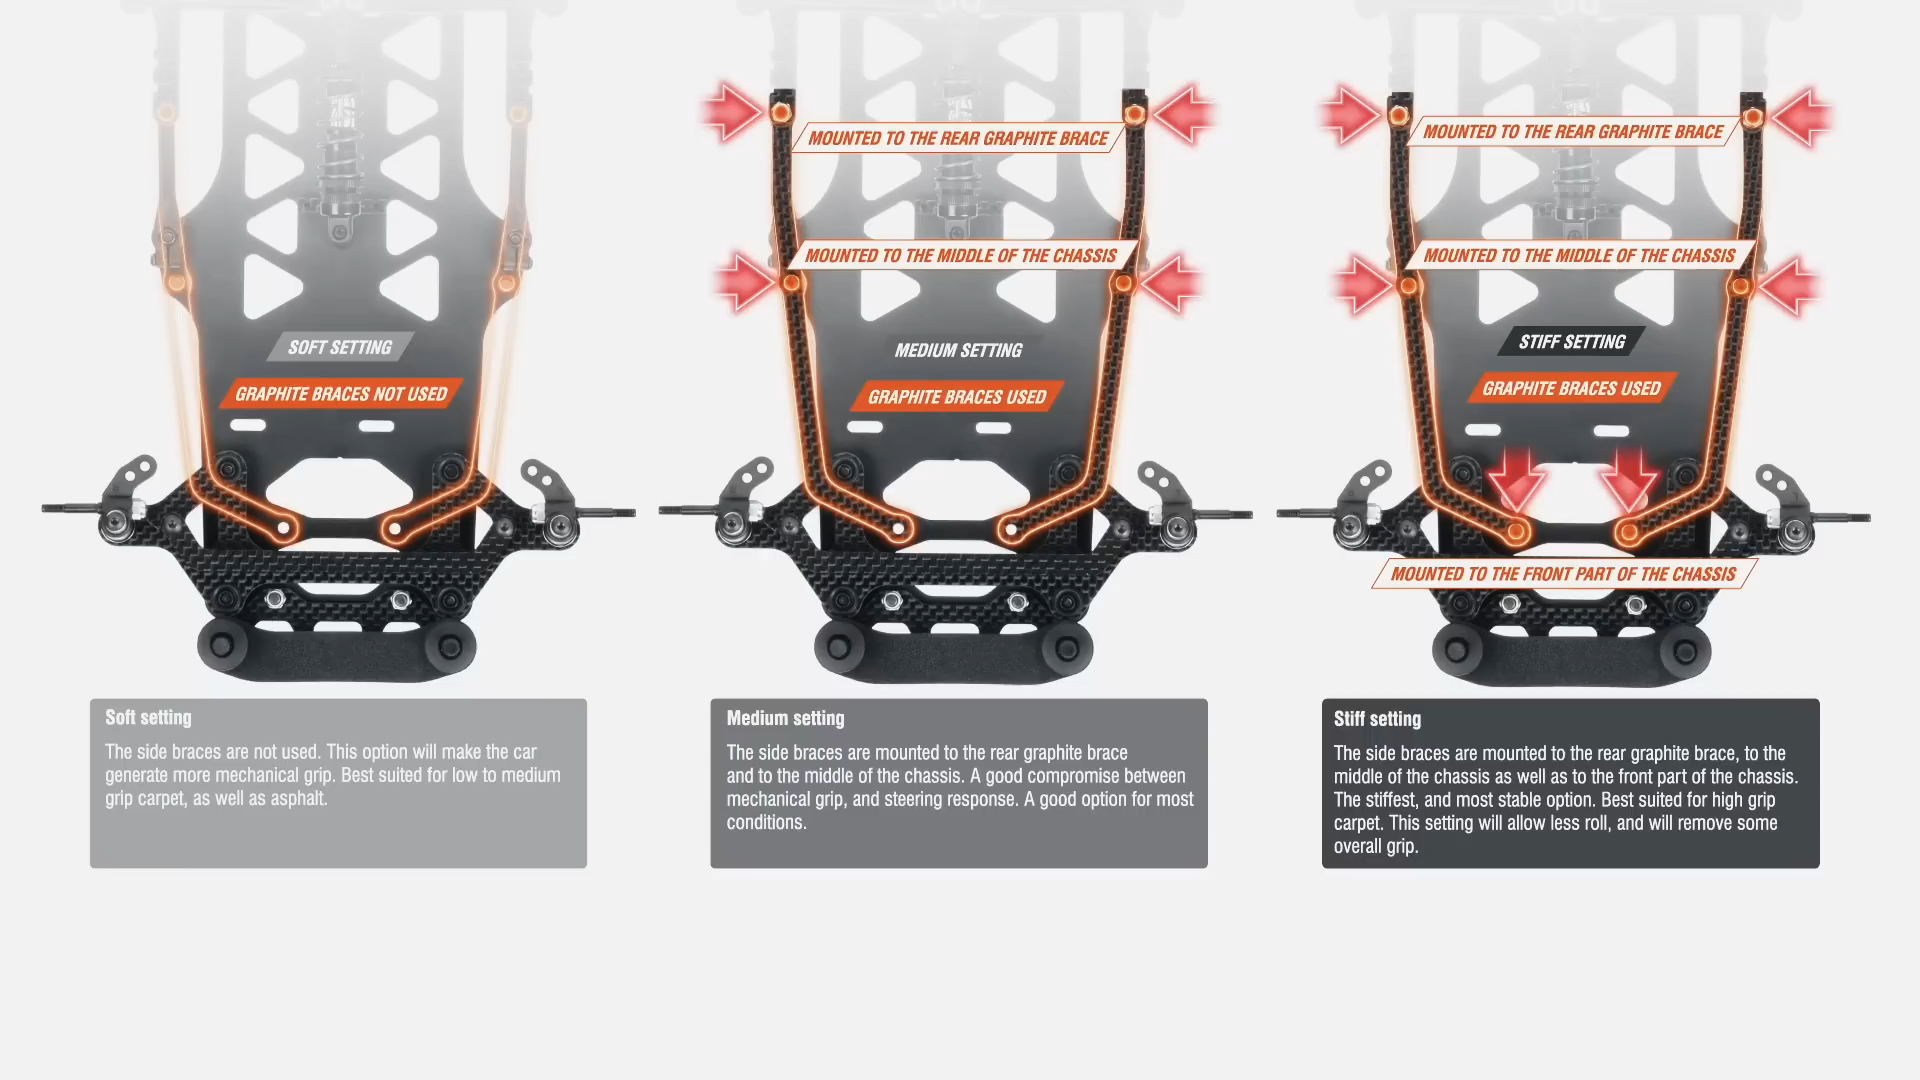 MOUNTED TO THE REAR GRAPHITE BRACE
MOUNTED TO THE MIDDLE OF THE CHASSIS
MOUNTED TO THE REAR GRAPHITE BRACE
MOUNTED TO THE MIDDLE OF THE CHASSIS
SOFT SETTING
GRAPHITE BRACES NOT USED
MEDIUM SETTING
GRAPHITE BRACES USED
STIFF SETTING
GRAPHITE BRACES USED
MOUNTED TO THE FRONT PART OF THE CHASSIS
Soft setting
The side braces are not used. This option will make the car
generate more mechanical grip. Best suited for low to medium
grip carpet, as well as asphalt.
Medium setting
The side braces are mounted to the rear graphite brace
and to the middle of the chassis. A good compromise between
mechanical grip, and steering response. A good option for most
conditions.
Stiff setting
The side braces are mounted to the rear graphite brace, to the
middle of the chassis as well as to the front part of the chassis.
The stiffest, and most stable option. Best suited for high grip
carpet. This setting will allow less roll, and will remove some
overall grip.